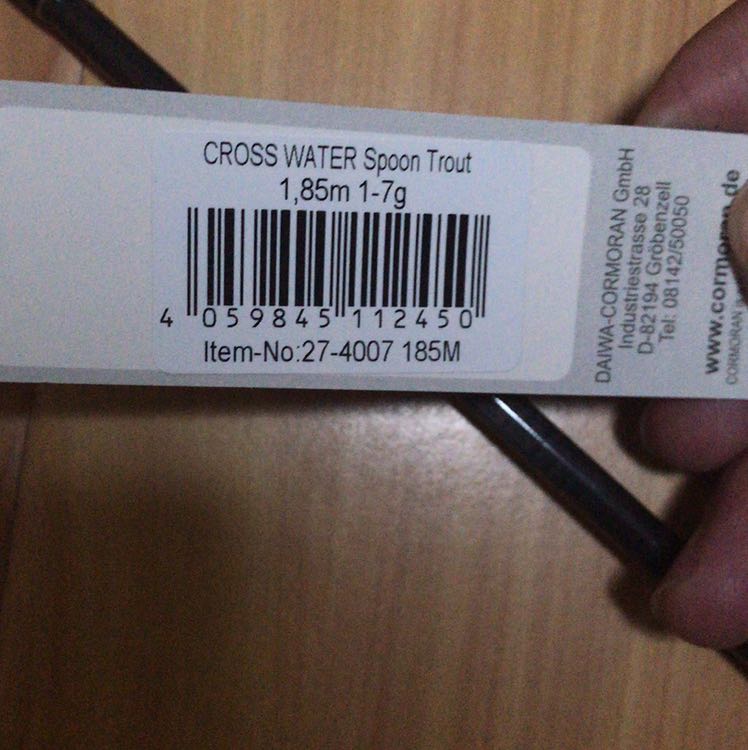 CROSS WATER Spoon Trout
1,85m 1-7g
4 059845 112450
Item-No:27-4007 185M
DAIWA-CORMORAN GmbH
Industriestrasse 28
D-82194 Gröbenzell
Tel: 08142/50050
www.cormoran.de
CORMORAN